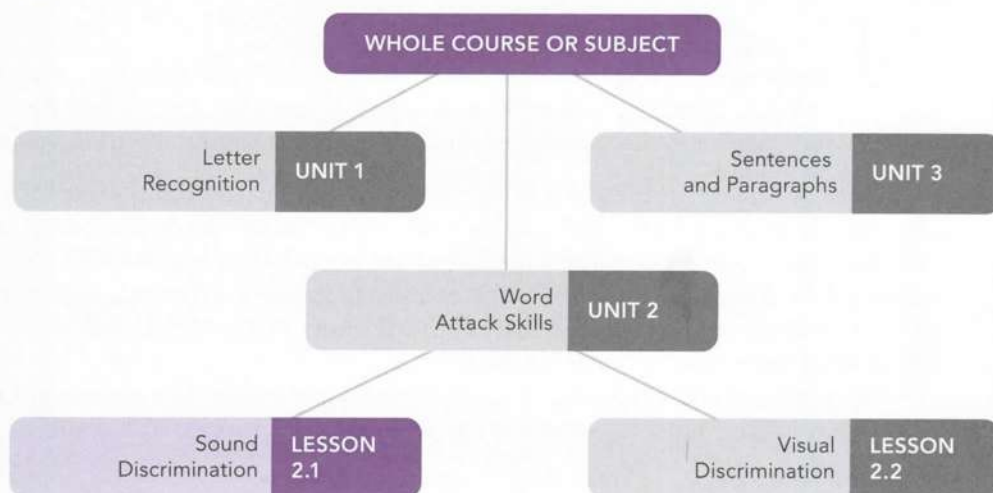 WHOLE COURSE OR SUBJECT
Letter
Recognition
UNIT 1
Sentences
and Paragraphs
UNIT 3
Word
Attack Skills
UNIT 2
Sound
Discrimination
LESSON
2.1
Visual
Discrimination
LESSON
2.2